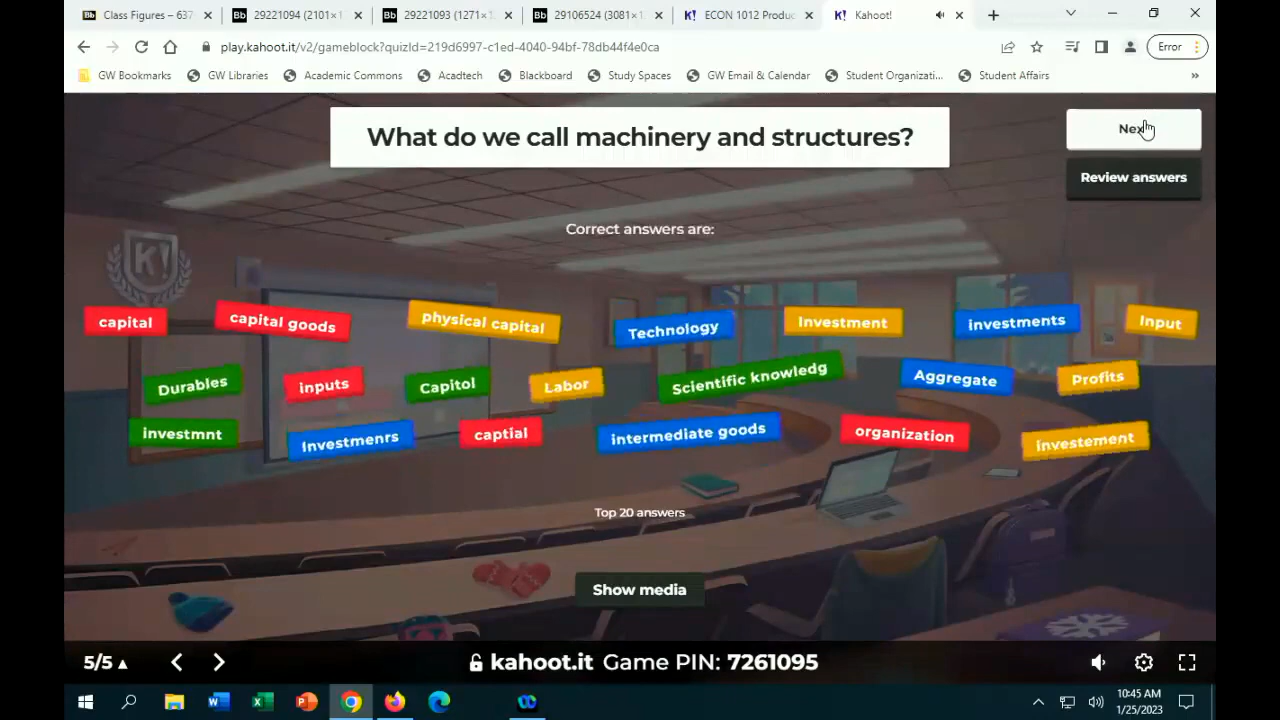 Class Figures – 637
29221094 (2101×1
29221093 (1271×1
29106524 (3081×1
ECON 1012 Produc
Kahoot!
play.kahoot.it/v2/gameblock?quizId=219d6997-c1ed-4040-94bf-78db44f4e0ca
Error
GW Bookmarks
GW Libraries
Academic Commons
Acadtech
Blackboard
Study Spaces
GW Email & Calendar
Student Organizati...
Student Affairs
What do we call machinery and structures?
Review answers
Correct answers are:
capital
capital goods
physical capital
Technology
Investment
investments
Input
Durables
inputs
Capitol
Labor
Scientific knowledg
Aggregate
Profits
investmnt
Investmenrs
captial
intermediate goods
organization
investement
Top 20 answers
Show media
5/5
kahoot.it Game PIN: 7261095
10:45 AM
1/25/2023